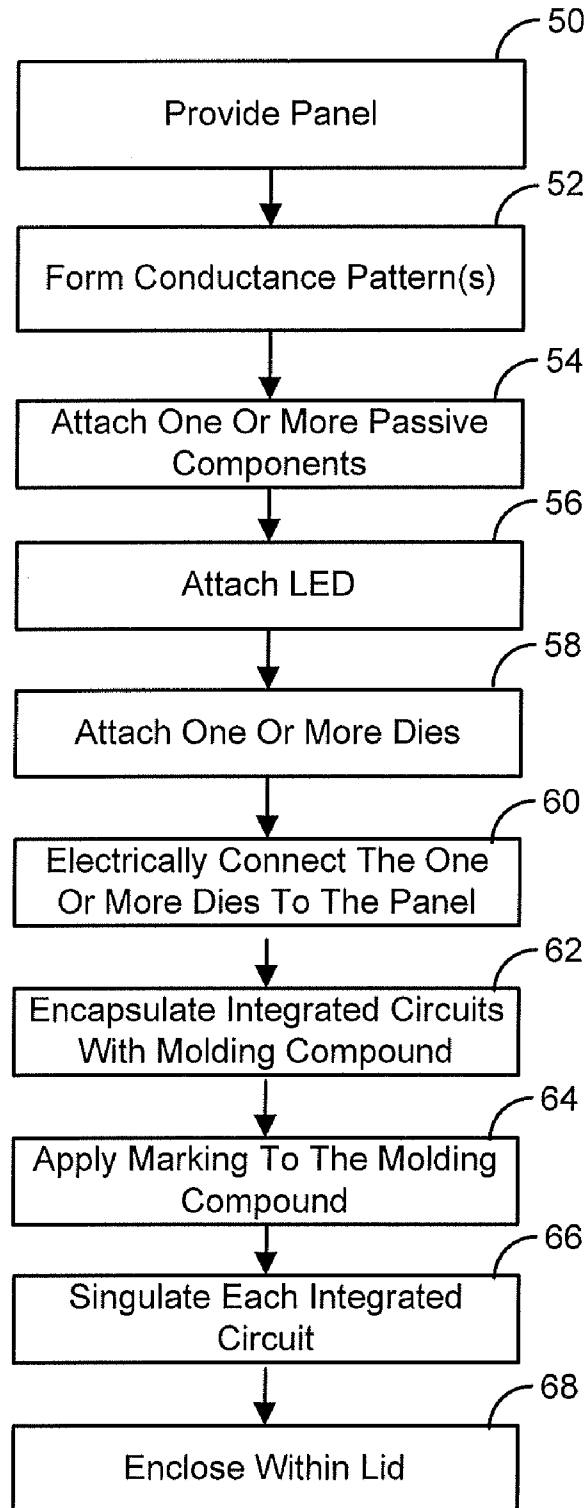 50
Provide Panel
52
Form Conductance Pattern(s)
54
Attach One Or More Passive
Components
56
Attach LED
58
Attach One Or More Dies
60
Electrically Connect The One
Or More Dies To The Panel
62
Encapsulate Integrated Circuits
With Molding Compound
64
Apply Marking To The Molding
Compound
66
Singulate Each Integrated
Circuit
68
Enclose Within Lid